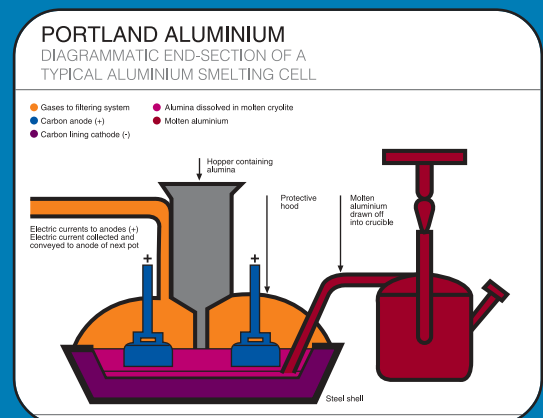 PORTLAND ALUMINIUM
DIAGRAMMATIC END-SECTION OF A
TYPICAL ALUMINIUM SMELTING CELL
Gases to filtering system
Carbon anode (+)
Carbon lining cathode (-)
Alumina dissolved in molten cryolite
Molten aluminium
Hopper containing
alumina
Protective
hood
Molten
aluminium
drawn off
into crucible
Electric currents to anodes (+)
Electric current collected and
conveyed to anode of next pot
+
+
Steel shell